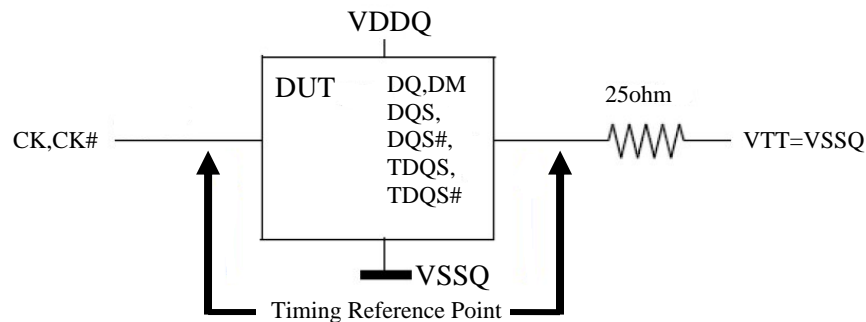 VDDQ
DUT
DQ,DM
DQS,
DQS#,
TDQS,
TDQS#
25ohm
CK,CK#
VTT=VSSQ
VSSQ
Timing Reference Point